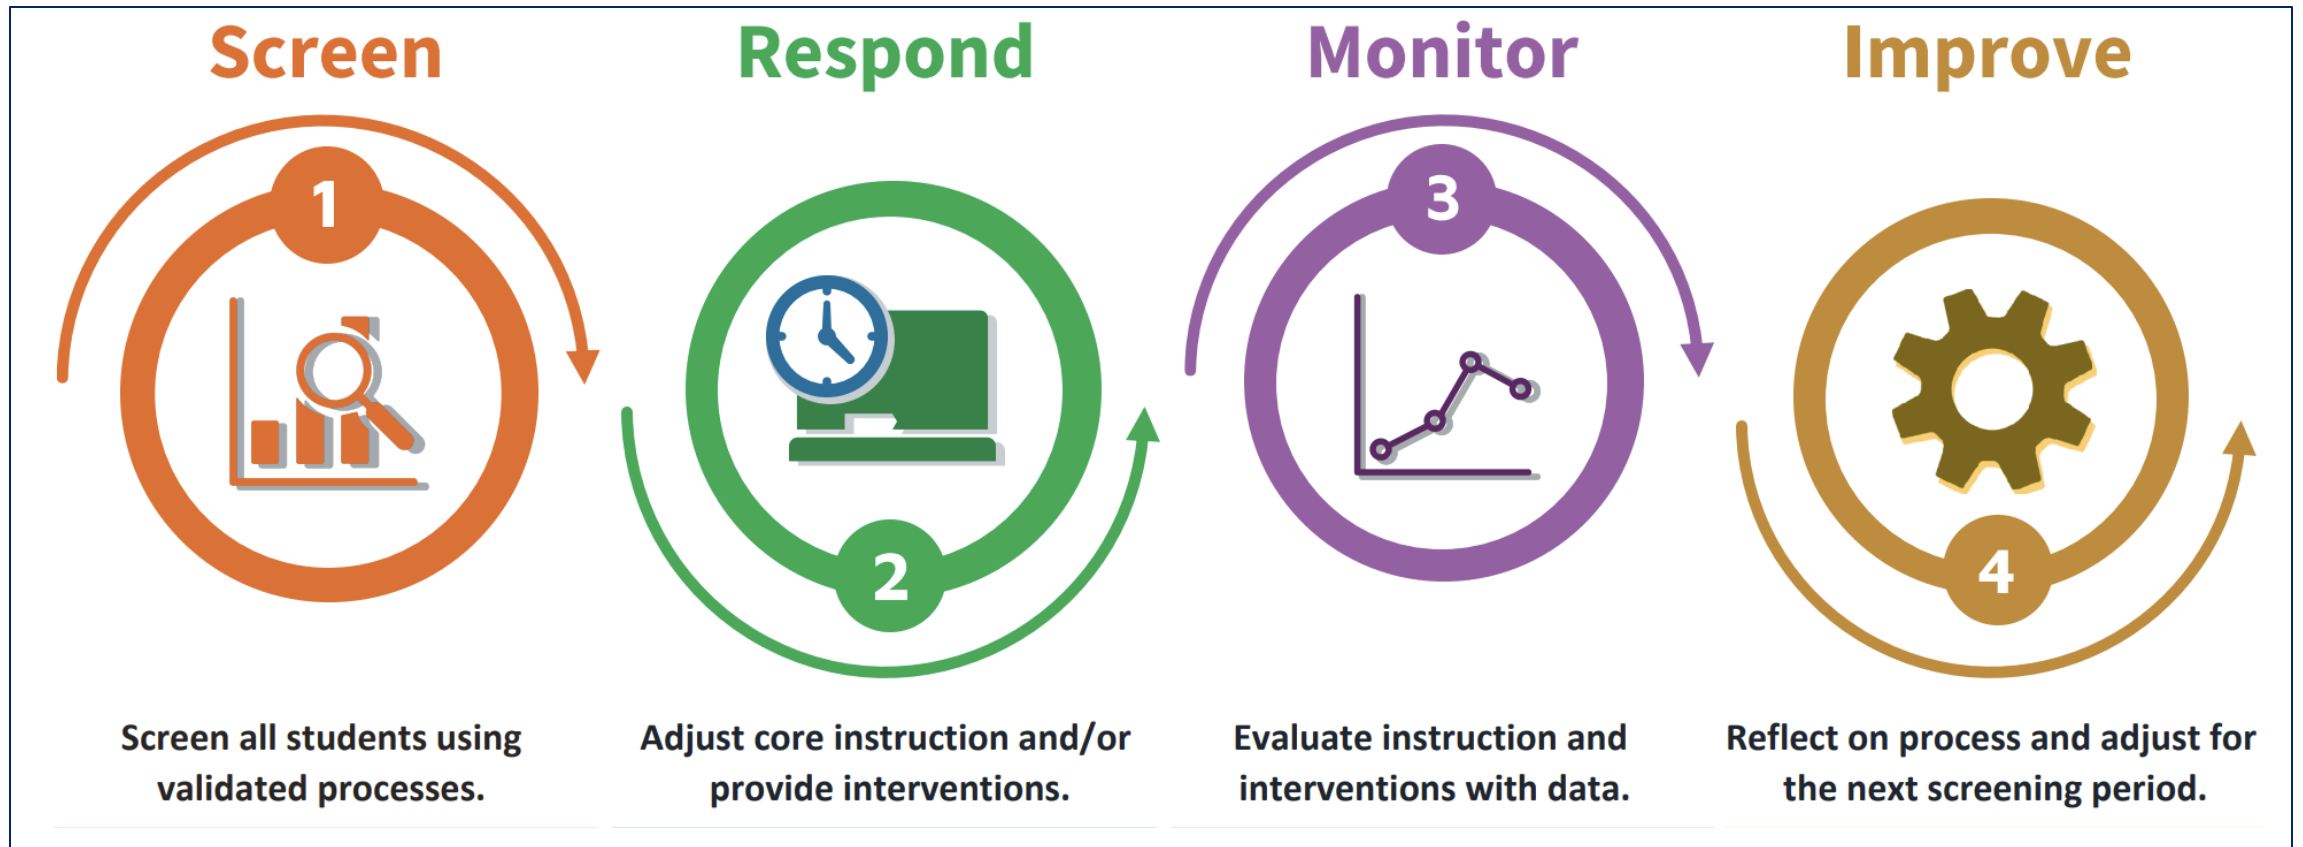 Screen
1
Screen all students using
validated processes.
Respond
2
Adjust core instruction and/or
provide interventions.
Monitor
3
Evaluate instruction and
interventions with data.
Improve
4
Reflect on process and adjust for
the next screening period.